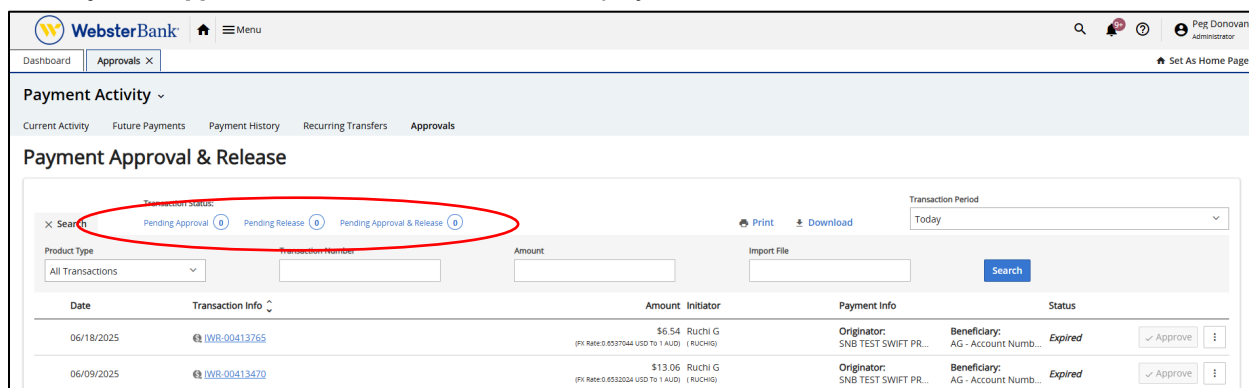 WebsterBank Menu 9+ Peg Donovan
Administrator
Dashboard Approvals Set As Home Page
Payment Activity
Current Activity Future Payments Payment History Recurring Transfers Approvals
Payment Approval & Release
Transaction Status: Transaction Period
Search Pending Approval 0 Pending Release 0 Pending Approval & Release 0 Print Download Today
Product Type Transaction Number Amount Import File
All Transactions Search
Date Transaction Info Amount Initiator Payment Info Status
06/18/2025 IWR-00413765 $6.54 Ruchi G Originator: Beneficiary: Expired Approve
(FX Rate:0.6537044 USD To 1 AUD) ( RUCHIG) SNB TEST SWIFT PR... AG - Account Numb...
06/09/2025 IWR-00413470 $13.06 Ruchi G Originator: Beneficiary: Expired Approve
(FX Rate:0.6532024 USD To 1 AUD) ( RUCHIG) SNB TEST SWIFT PR... AG - Account Numb...